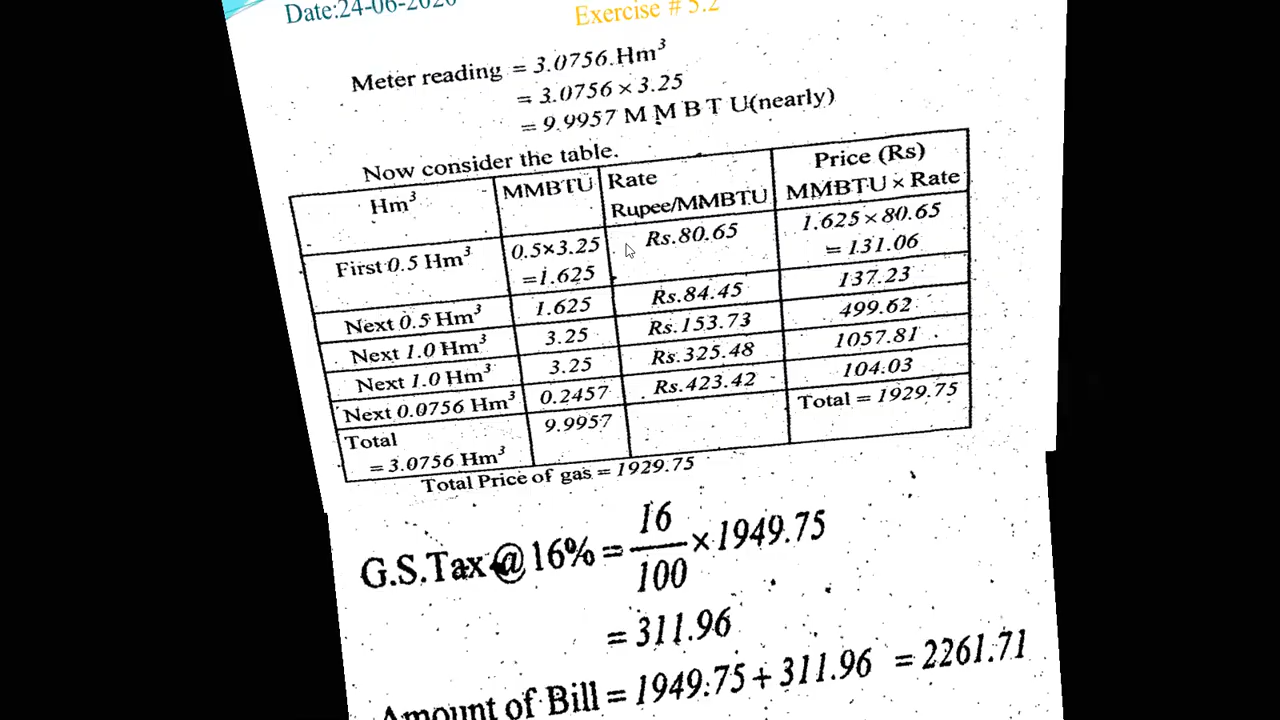 Date:24-06-2020
Exercise # 5.2
Meter reading = 3.0756.Hm³
= 3.0756 × 3.25
= 9.9957 M M B T U(nearly)
Now consider the table.
Hm³ MMBTU Rate Rupee/MMBTU Price (Rs) MMBTU × Rate
First 0.5 Hm³ 0.5×3.25 =1.625 Rs.80.65 1.625 × 80.65 = 131.06
Next 0.5 Hm³ 1.625 Rs.84.45 137.23
Next 1.0 Hm³ 3.25 Rs.153.73 499.62
Next 1.0 Hm³ 3.25 Rs.325.48 1057.81
Next 0.0756 Hm³ 0.2457 Rs.423.42 104.03
Total = 3.0756 Hm³ 9.9957 Total = 1929.75
Total Price of gas = 1929.75
G.S.Tax @ 16% = 16/100 × 1949.75
= 311.96
Amount of Bill = 1949.75 + 311.96 = 2261.71